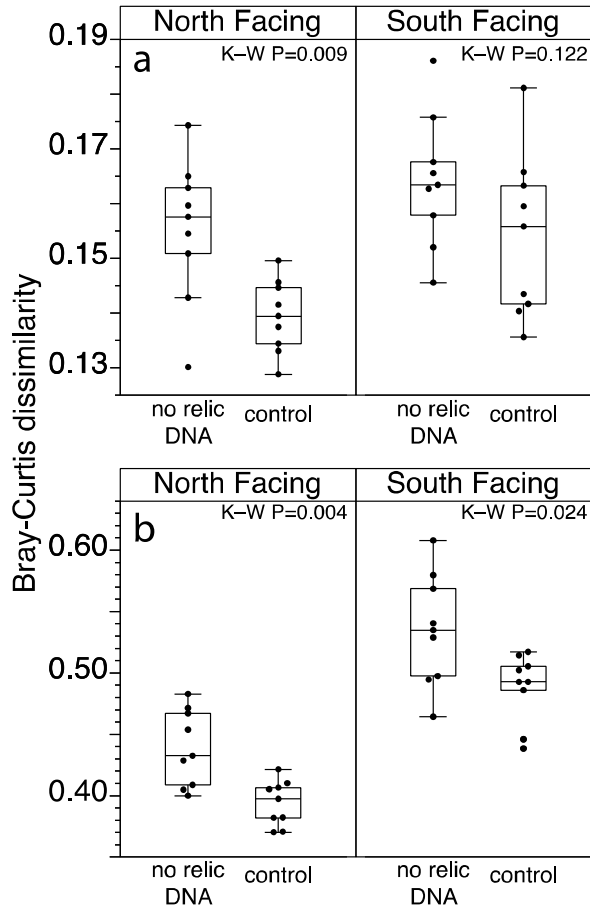 North Facing
South Facing
a
K–W P=0.009
K–W P=0.122
0.19
0.17
0.15
0.13
no relic
DNA
control
no relic
DNA
control
Bray-Curtis dissimilarity
North Facing
South Facing
b
K–W P=0.004
K–W P=0.024
0.60
0.50
0.40
no relic
DNA
control
no relic
DNA
control